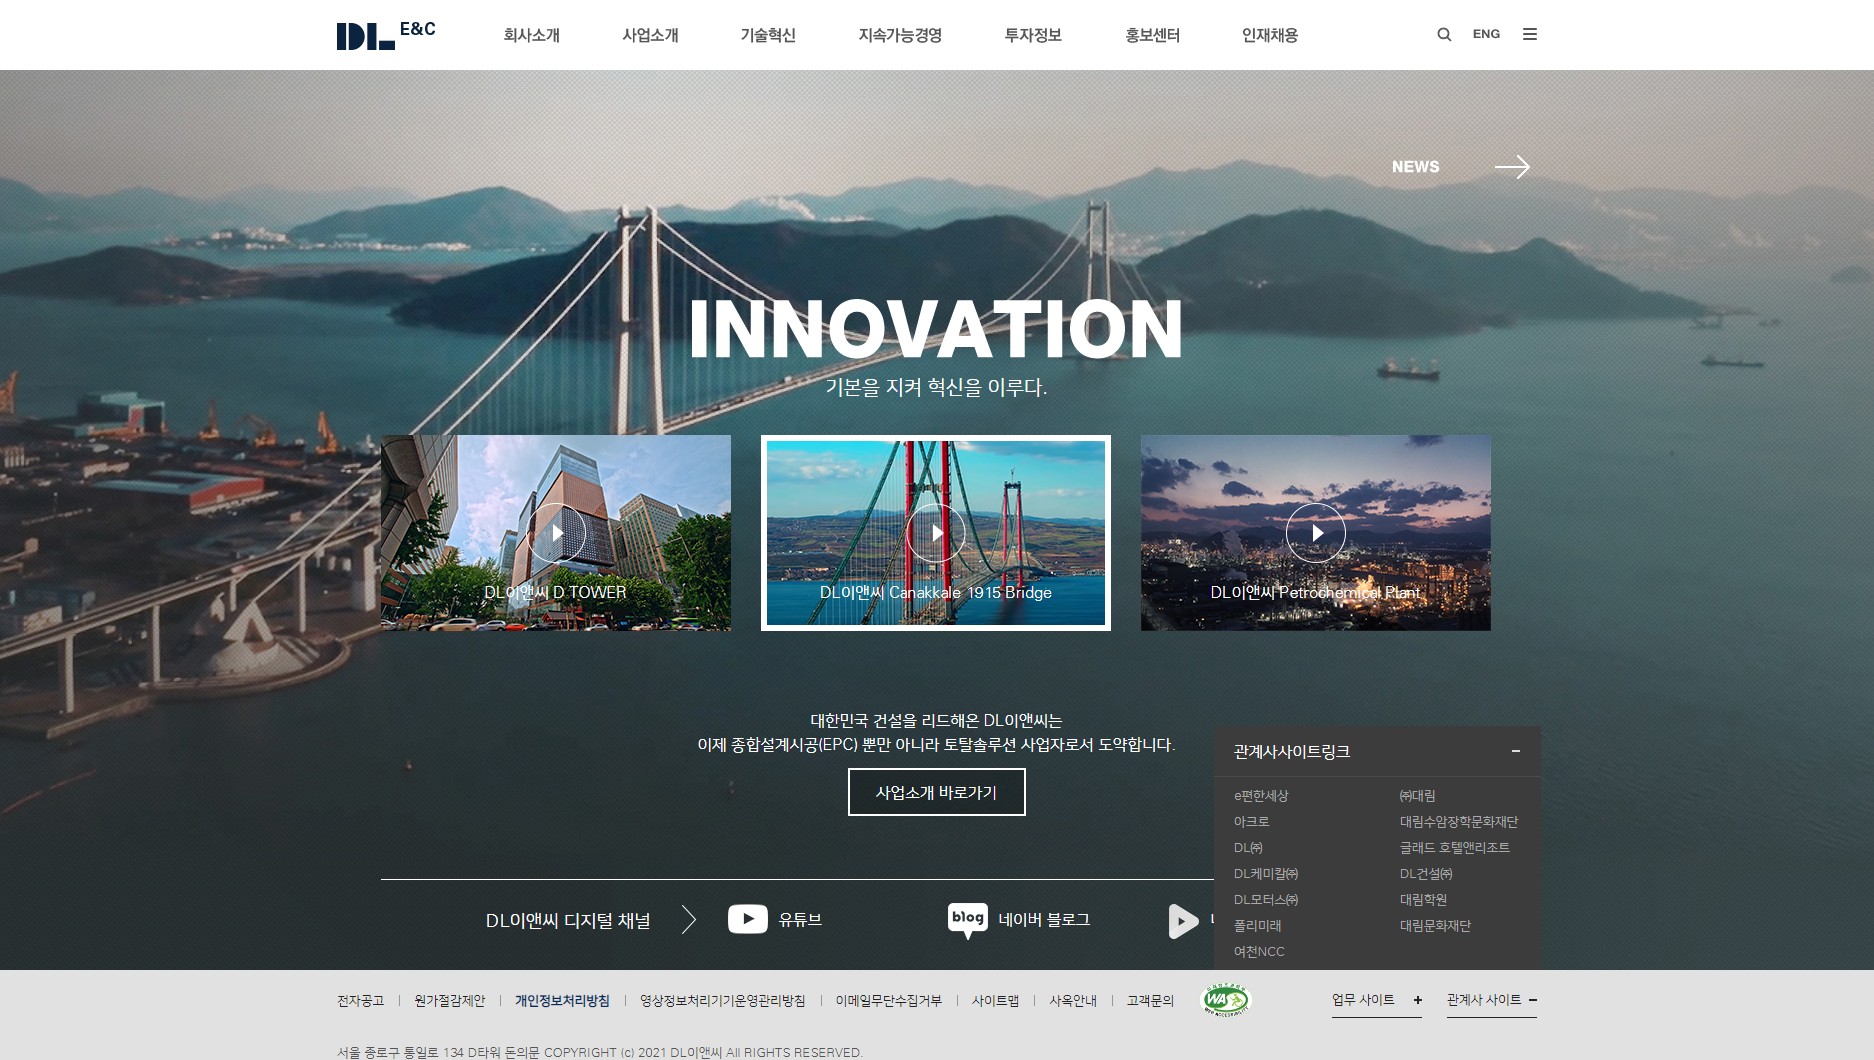 DL E&C
회사소개
사업소개
기술혁신
지속가능경영
투자정보
홍보센터
인재채용
ENG
NEWS
INNOVATION
기본을 지켜 혁신을 이루다.
DL이앤씨 D TOWER
DL이앤씨 Canakkale 1915 Bridge
DL이앤씨 Petrochemical Plant
대한민국 건설을 리드해온 DL이앤씨는
이제 종합설계시공(EPC) 뿐만 아니라 토탈솔루션 사업자로서 도약합니다.
사업소개 바로가기
관계사사이트링크
e편한세상
㈜대림
아크로
대림수암장학문화재단
DL㈜
글래드 호텔앤리조트
DL케미칼㈜
DL건설㈜
DL모터스㈜
대림학원
폴리미래
대림문화재단
여천NCC
DL이앤씨 디지털 채널
유튜브
blog
네이버 블로그
전자공고
원가절감제안
개인정보처리방침
영상정보처리기기운영관리방침
이메일무단수집거부
사이트맵
사옥안내
고객문의
WA
업무 사이트
관계사 사이트
서울 종로구 통일로 134 D타워 돈의문 COPYRIGHT (c) 2021 DL이앤씨 All RIGHTS RESERVED.